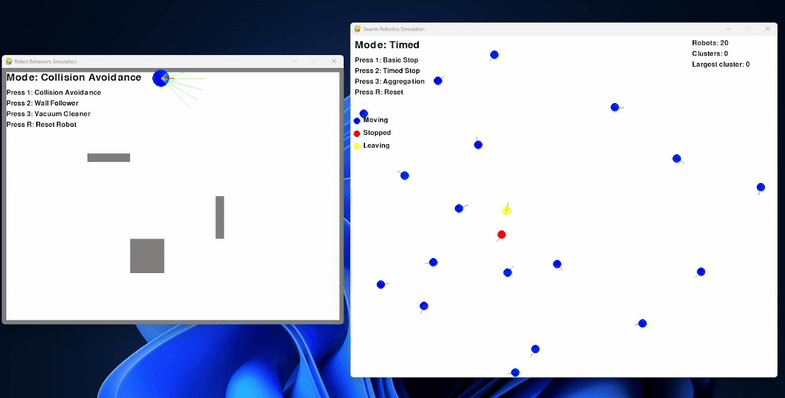 Robot Behaviors Simulation
Mode: Collision Avoidance
Press 1: Collision Avoidance
Press 2: Wall Follower
Press 3: Vacuum Cleaner
Press R: Reset Robot
Swarm Robotics Simulation
Mode: Timed
Press 1: Basic Stop
Press 2: Timed Stop
Press 3: Aggregation
Press R: Reset
Moving
Stopped
Leaving
Robots: 20
Clusters: 0
Largest cluster: 0